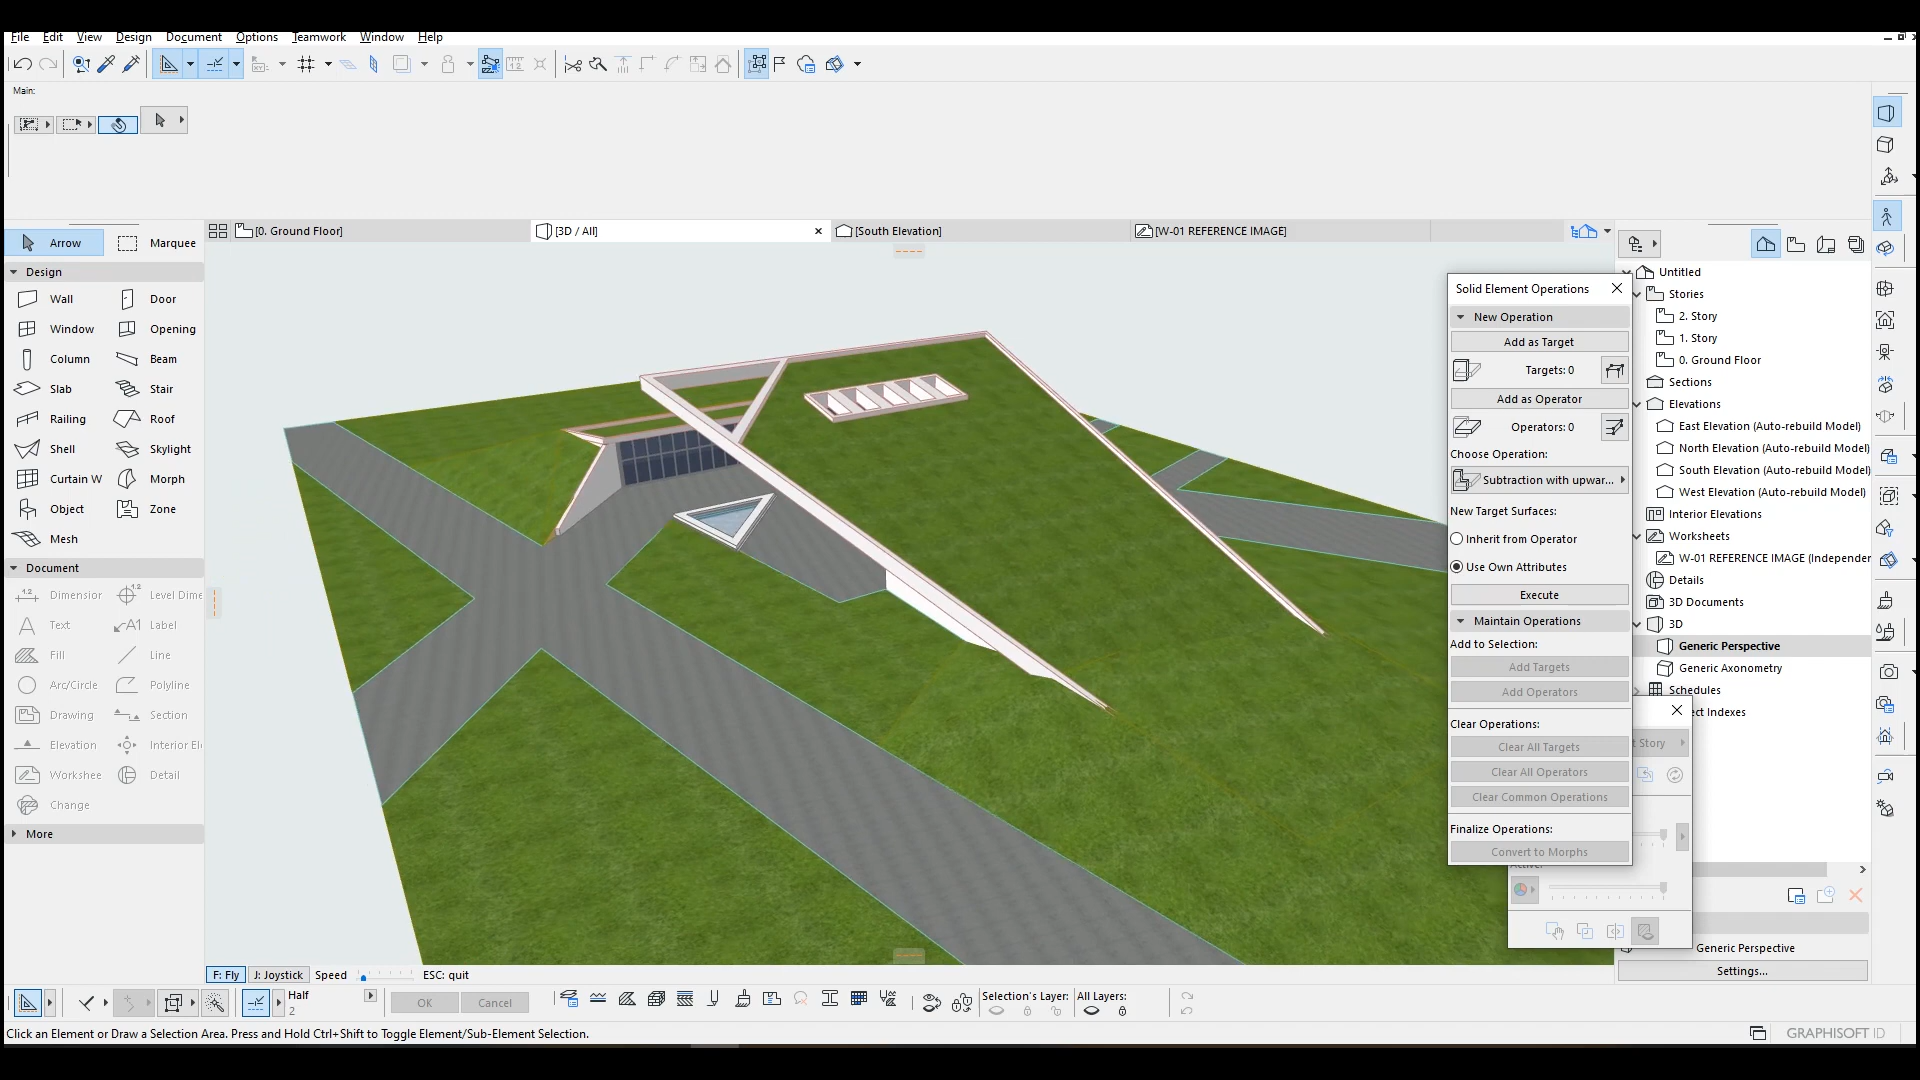 File Edit View Design Document Options Teamwork Window Help
Main:
[0. Ground Floor] [3D / All] [South Elevation] [W-01 REFERENCE IMAGE]
Arrow Marquee
Design
Wall Door
Window Opening
Column Beam
Slab Stair
Railing Roof
Shell Skylight
Curtain W Morph
Object Zone
Mesh
Document
Dimension Level Dime
Text Label
Fill Line
Arc/Circle Polyline
Drawing Section
Elevation Interior El
Workshee Detail
Change
More
Solid Element Operations
New Operation
Add as Target
Targets: 0
Add as Operator
Operators: 0
Choose Operation:
Subtraction with upwar...
New Target Surfaces:
Inherit from Operator
Use Own Attributes
Execute
Maintain Operations
Add to Selection:
Add Targets
Add Operators
Clear Operations:
Clear All Targets
Clear All Operators
Clear Common Operations
Finalize Operations:
Convert to Morphs
Untitled
Stories
2. Story
1. Story
0. Ground Floor
Sections
Elevations
East Elevation (Auto-rebuild Model)
North Elevation (Auto-rebuild Model)
South Elevation (Auto-rebuild Model)
West Elevation (Auto-rebuild Model)
Interior Elevations
Worksheets
W-01 REFERENCE IMAGE (Independer
Details
3D Documents
3D
Generic Perspective
Generic Axonometry
Schedules
ect Indexes
t Story
Generic Perspective
Settings...
F: Fly J: Joystick Speed ESC: quit
Half
2
OK Cancel
Selection's Layer: All Layers:
Click an Element or Draw a Selection Area. Press and Hold Ctrl+Shift to Toggle Element/Sub-Element Selection.
GRAPHISOFT ID